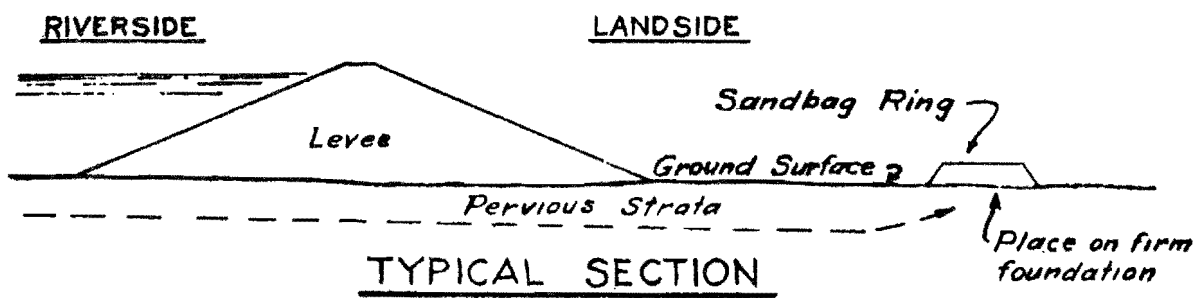 RIVERSIDE
LANDSIDE
Sandbag Ring
Levee
Ground Surface
Pervious Strata
Place on firm
foundation
TYPICAL SECTION